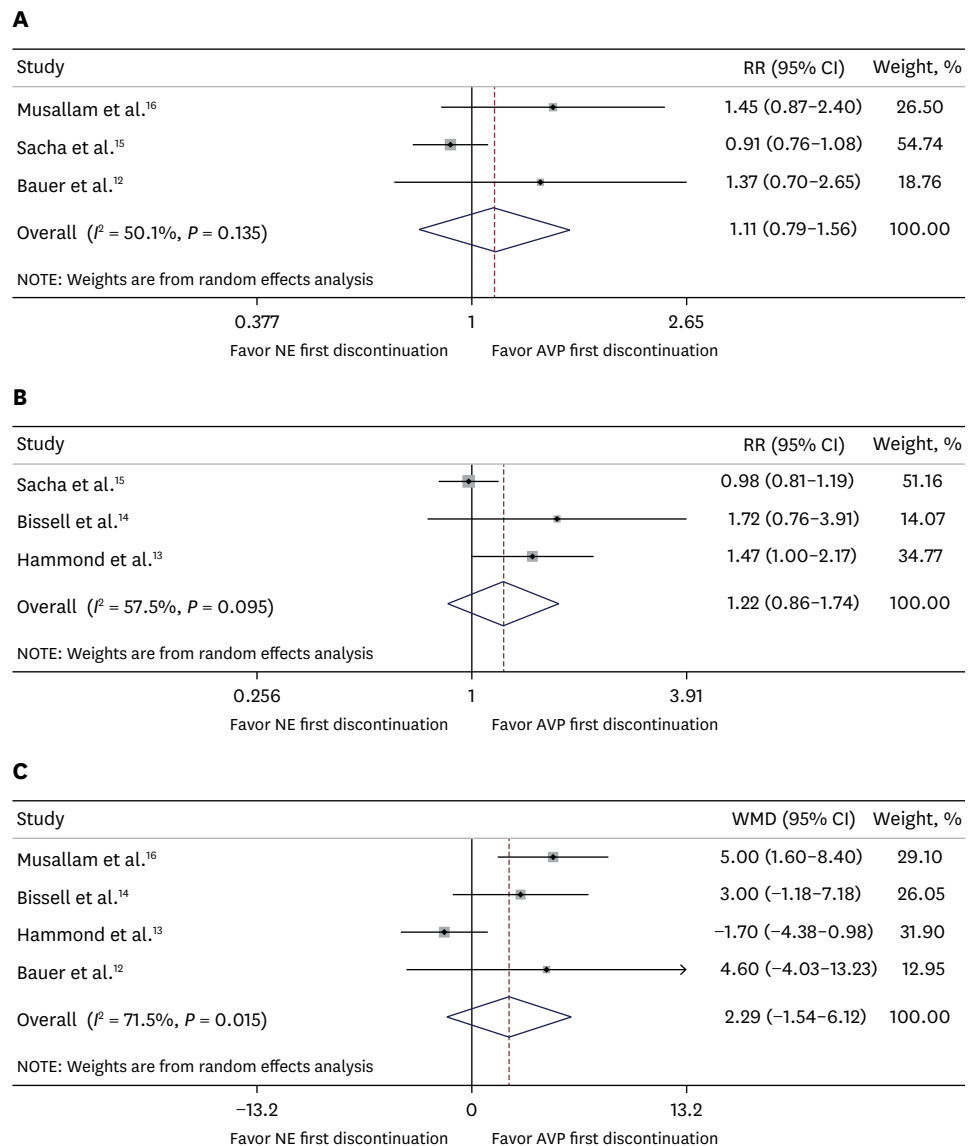 A
Study RR (95% CI) Weight, %
Musallam et al.¹⁶ 1.45 (0.87–2.40) 26.50
Sacha et al.¹⁵ 0.91 (0.76–1.08) 54.74
Bauer et al.¹² 1.37 (0.70–2.65) 18.76
Overall (I² = 50.1%, P = 0.135) 1.11 (0.79–1.56) 100.00
NOTE: Weights are from random effects analysis
0.377 1 2.65
Favor NE first discontinuation Favor AVP first discontinuation
B
Study RR (95% CI) Weight, %
Sacha et al.¹⁵ 0.98 (0.81–1.19) 51.16
Bissell et al.¹⁴ 1.72 (0.76–3.91) 14.07
Hammond et al.¹³ 1.47 (1.00–2.17) 34.77
Overall (I² = 57.5%, P = 0.095) 1.22 (0.86–1.74) 100.00
NOTE: Weights are from random effects analysis
0.256 1 3.91
Favor NE first discontinuation Favor AVP first discontinuation
C
Study WMD (95% CI) Weight, %
Musallam et al.¹⁶ 5.00 (1.60–8.40) 29.10
Bissell et al.¹⁴ 3.00 (−1.18–7.18) 26.05
Hammond et al.¹³ −1.70 (−4.38–0.98) 31.90
Bauer et al.¹² 4.60 (−4.03–13.23) 12.95
Overall (I² = 71.5%, P = 0.015) 2.29 (−1.54–6.12) 100.00
NOTE: Weights are from random effects analysis
−13.2 0 13.2
Favor NE first discontinuation Favor AVP first discontinuation